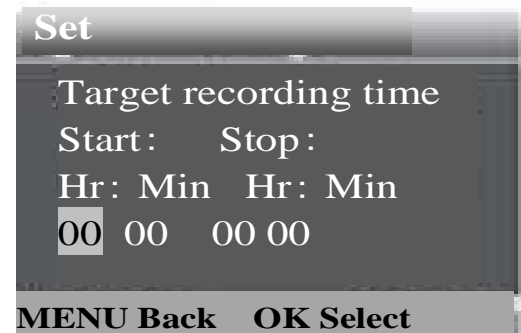 Set
Target recording time
Start: Stop:
Hr: Min Hr: Min
00 00 00 00
MENU Back OK Select